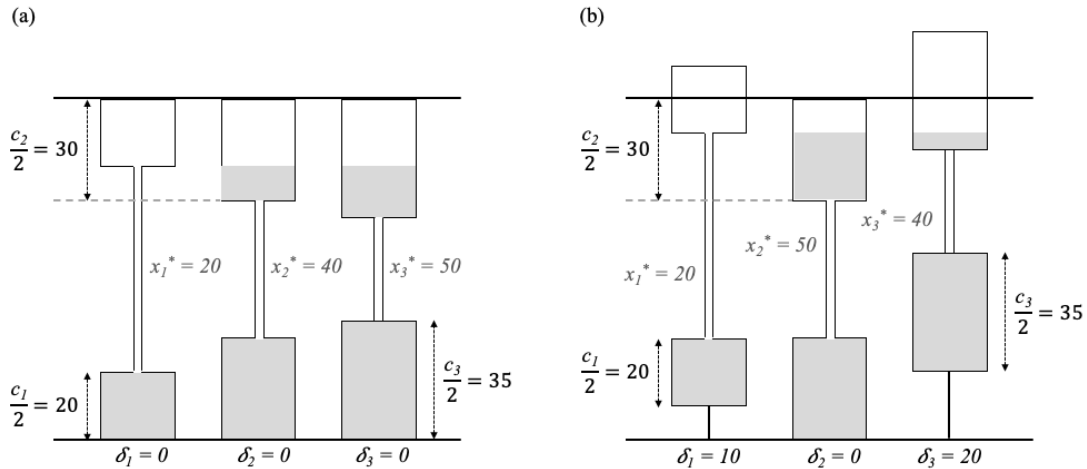 (a)
c₂/2 = 30
x₁* = 20
x₂* = 40
x₃* = 50
c₁/2 = 20
c₃/2 = 35
δ₁ = 0
δ₂ = 0
δ₃ = 0
(b)
c₂/2 = 30
x₁* = 20
x₂* = 50
x₃* = 40
c₁/2 = 20
c₃/2 = 35
δ₁ = 10
δ₂ = 0
δ₃ = 20